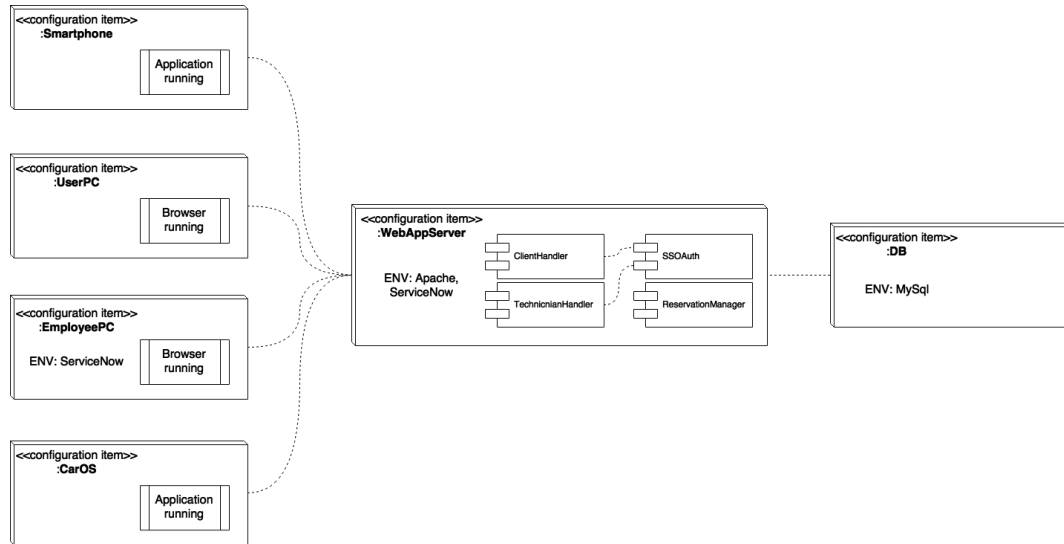 <<configuration item>>
:Smartphone
Application
running
<<configuration item>>
:UserPC
Browser
running
<<configuration item>>
:EmployeePC
ENV: ServiceNow
Browser
running
<<configuration item>>
:CarOS
Application
running
<<configuration item>>
:WebAppServer
ENV: Apache,
ServiceNow
ClientHandler
SSOAuth
TechnicnianHandler
ReservationManager
<<configuration item>>
:DB
ENV: MySql